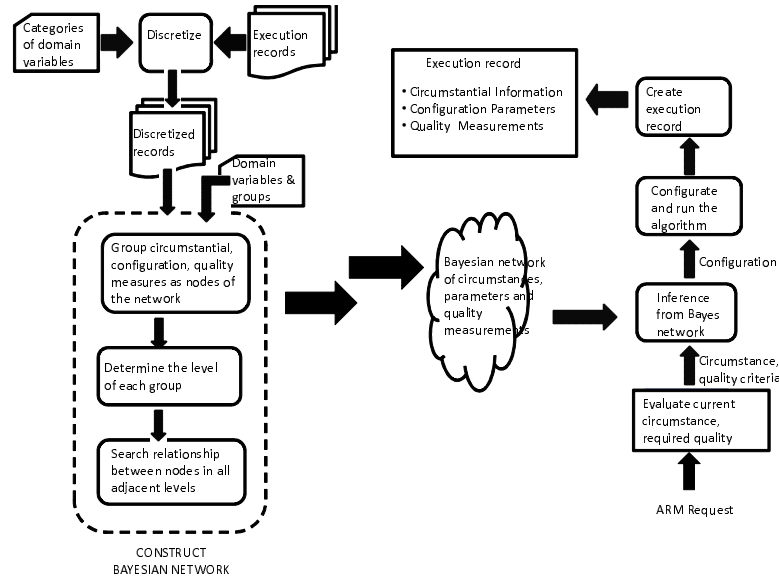 Categories
of domain
variables
Discretize
Execution
records
Discretized
records
Domain
variables &
groups
Group circumstantial,
configuration, quality
measures as nodes of
the network
Determine the level
of each group
Search relationship
between nodes in all
adjacent levels
CONSTRUCT
BAYESIAN NETWORK
Bayesian network
of circumstances,
parameters and
quality
measurements
Execution record
• Circumstantial Information
• Configuration Parameters
• Quality Measurements
Create
execution
record
Configurate
and run the
algorithm
Configuration
Inference
from Bayes
network
Circumstance,
quality criteria
Evaluate current
circumstance,
required quality
ARM Request